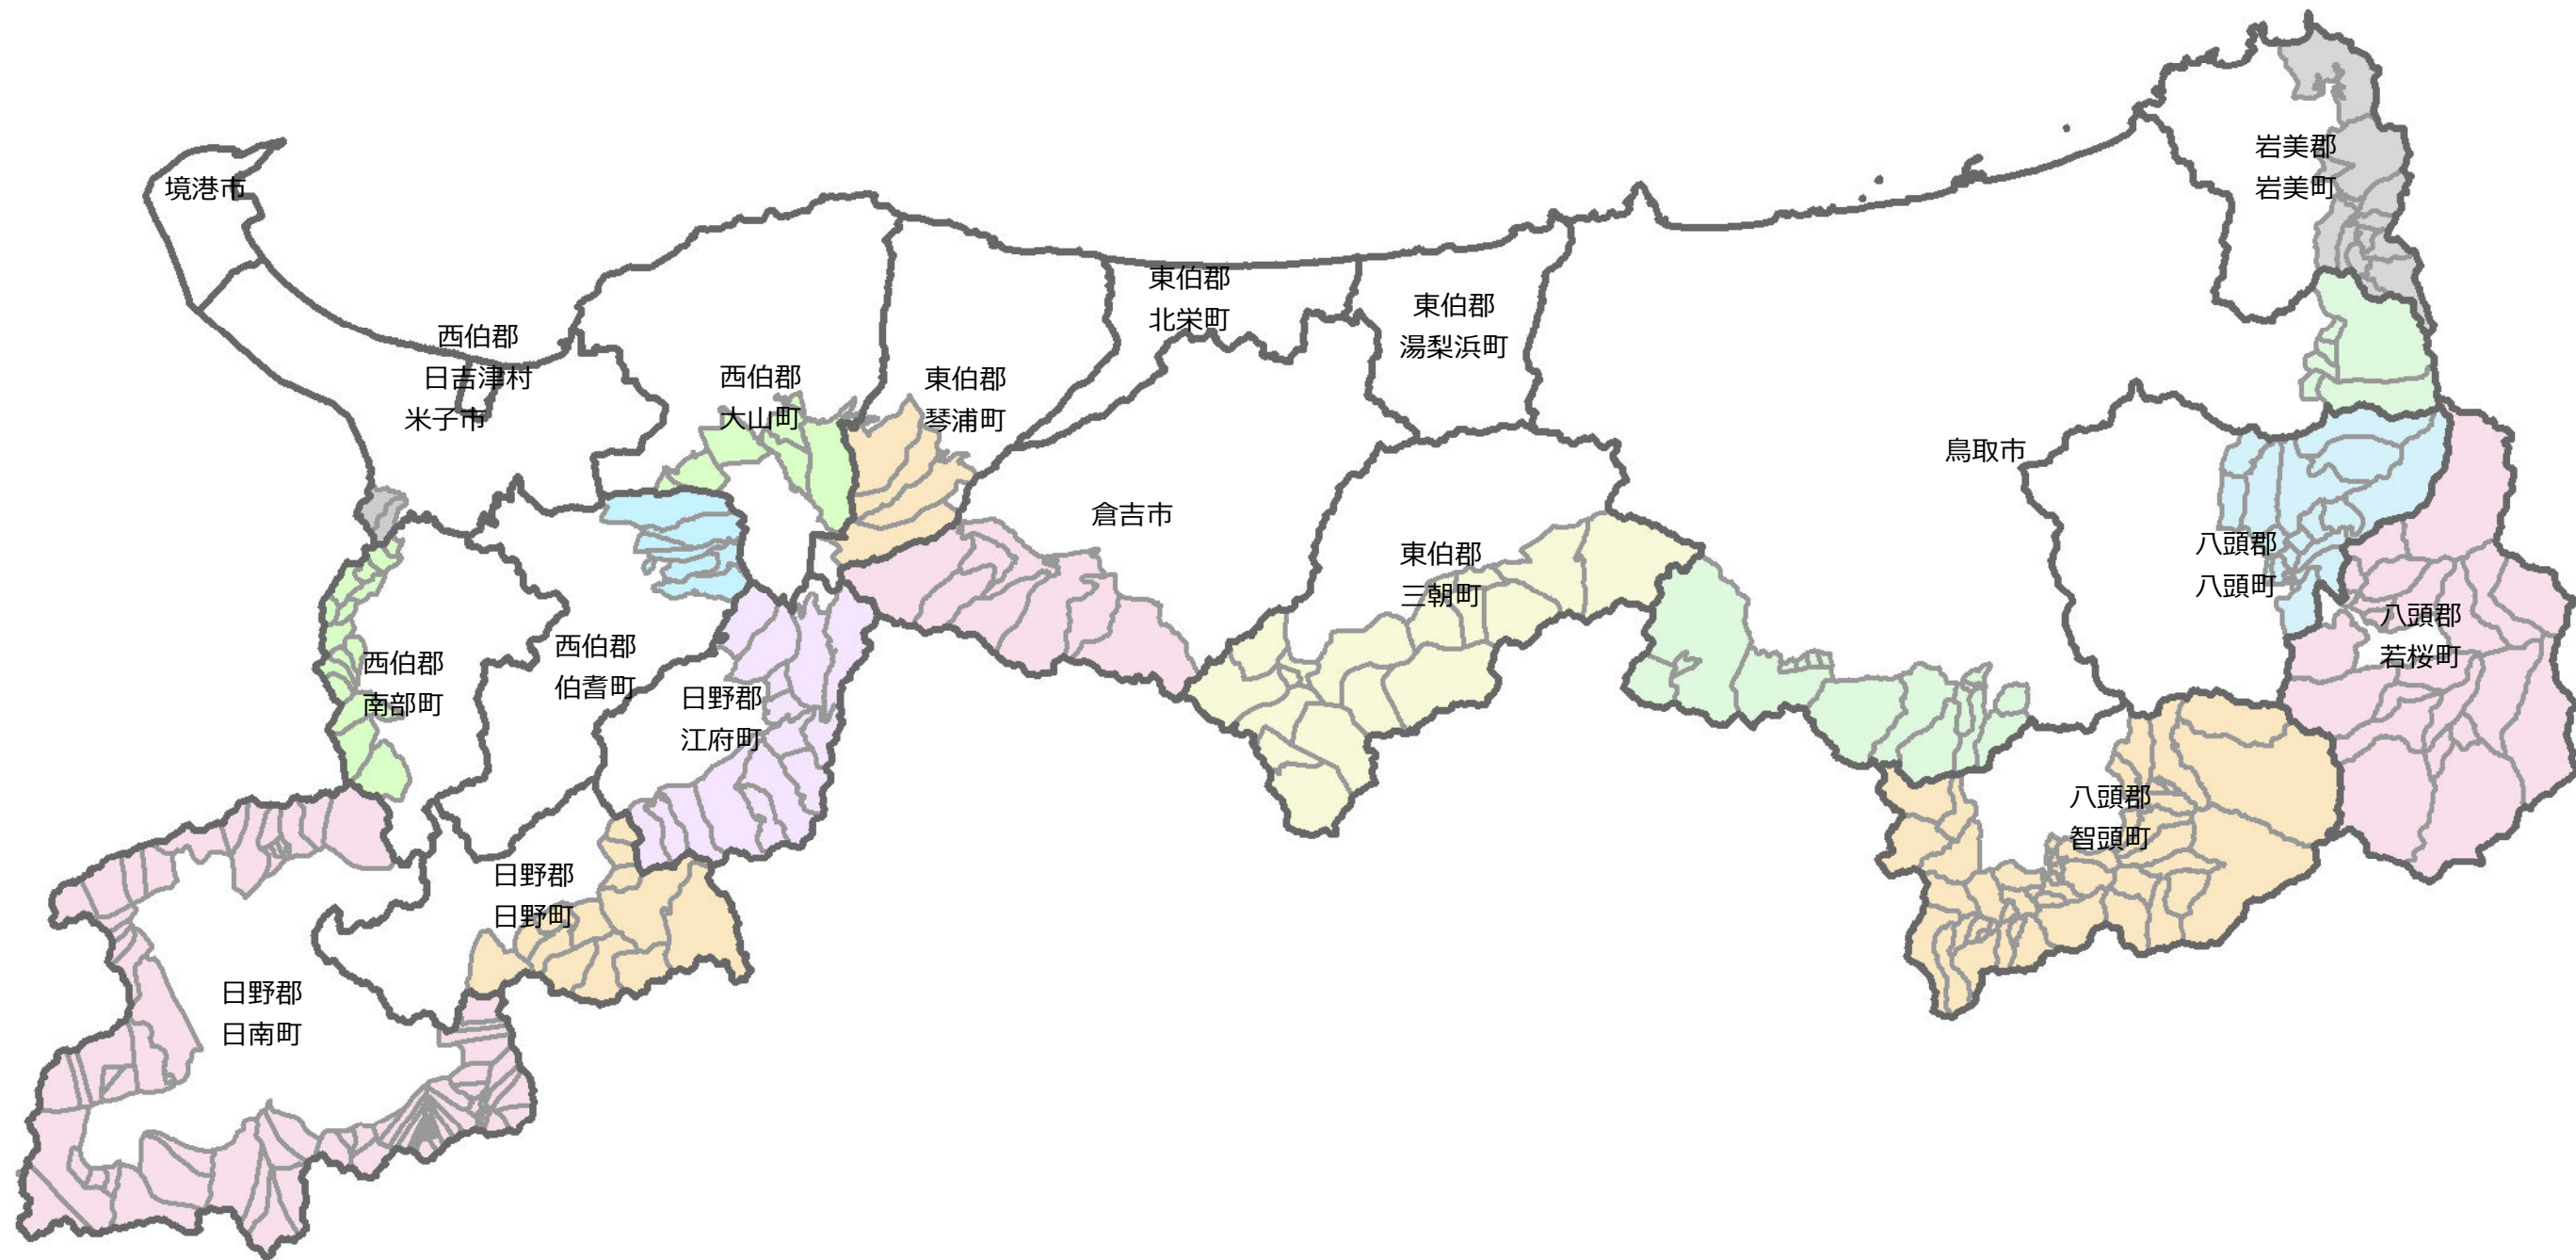 境港市
西伯郡
日吉津村
米子市
西伯郡
大山町
東伯郡
琴浦町
東伯郡
北栄町
東伯郡
湯梨浜町
岩美郡
岩美町
鳥取市
倉吉市
東伯郡
三朝町
八頭郡
八頭町
八頭郡
若桜町
西伯郡
南部町
西伯郡
伯耆町
日野郡
江府町
八頭郡
智頭町
日野郡
日野町
日野郡
日南町